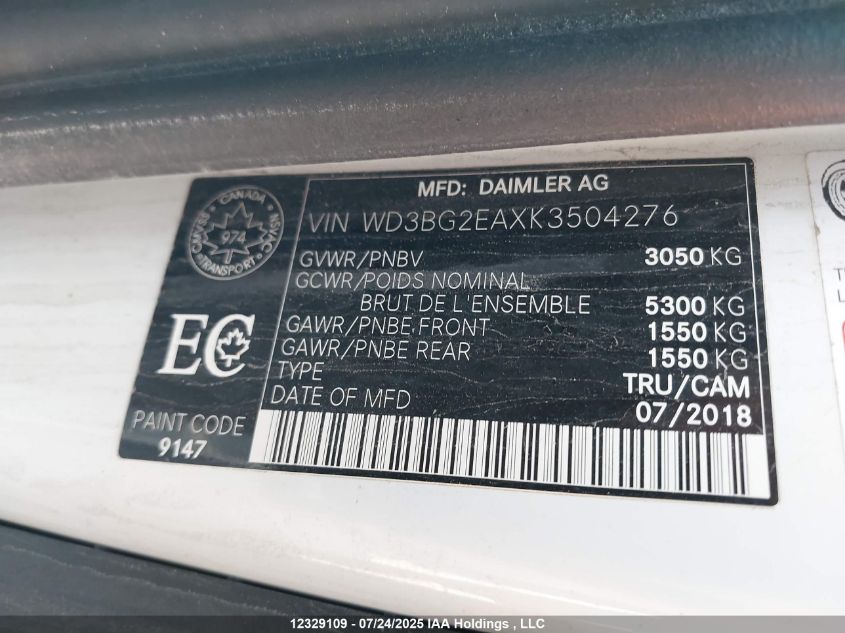 MFD: DAIMLER AG
VIN WD3BG2EAXK3504276
GVWR/PNBV 3050 KG
GCWR/POIDS NOMINAL
BRUT DE L'ENSEMBLE 5300 KG
GAWR/PNBE FRONT 1550 KG
GAWR/PNBE REAR 1550 KG
TYPE TRU/CAM
DATE OF MFD 07/2018
CANADA
974
TRANSPORT
EC
PAINT CODE
9147
12329109 - 07/24/2025 IAA Holdings , LLC